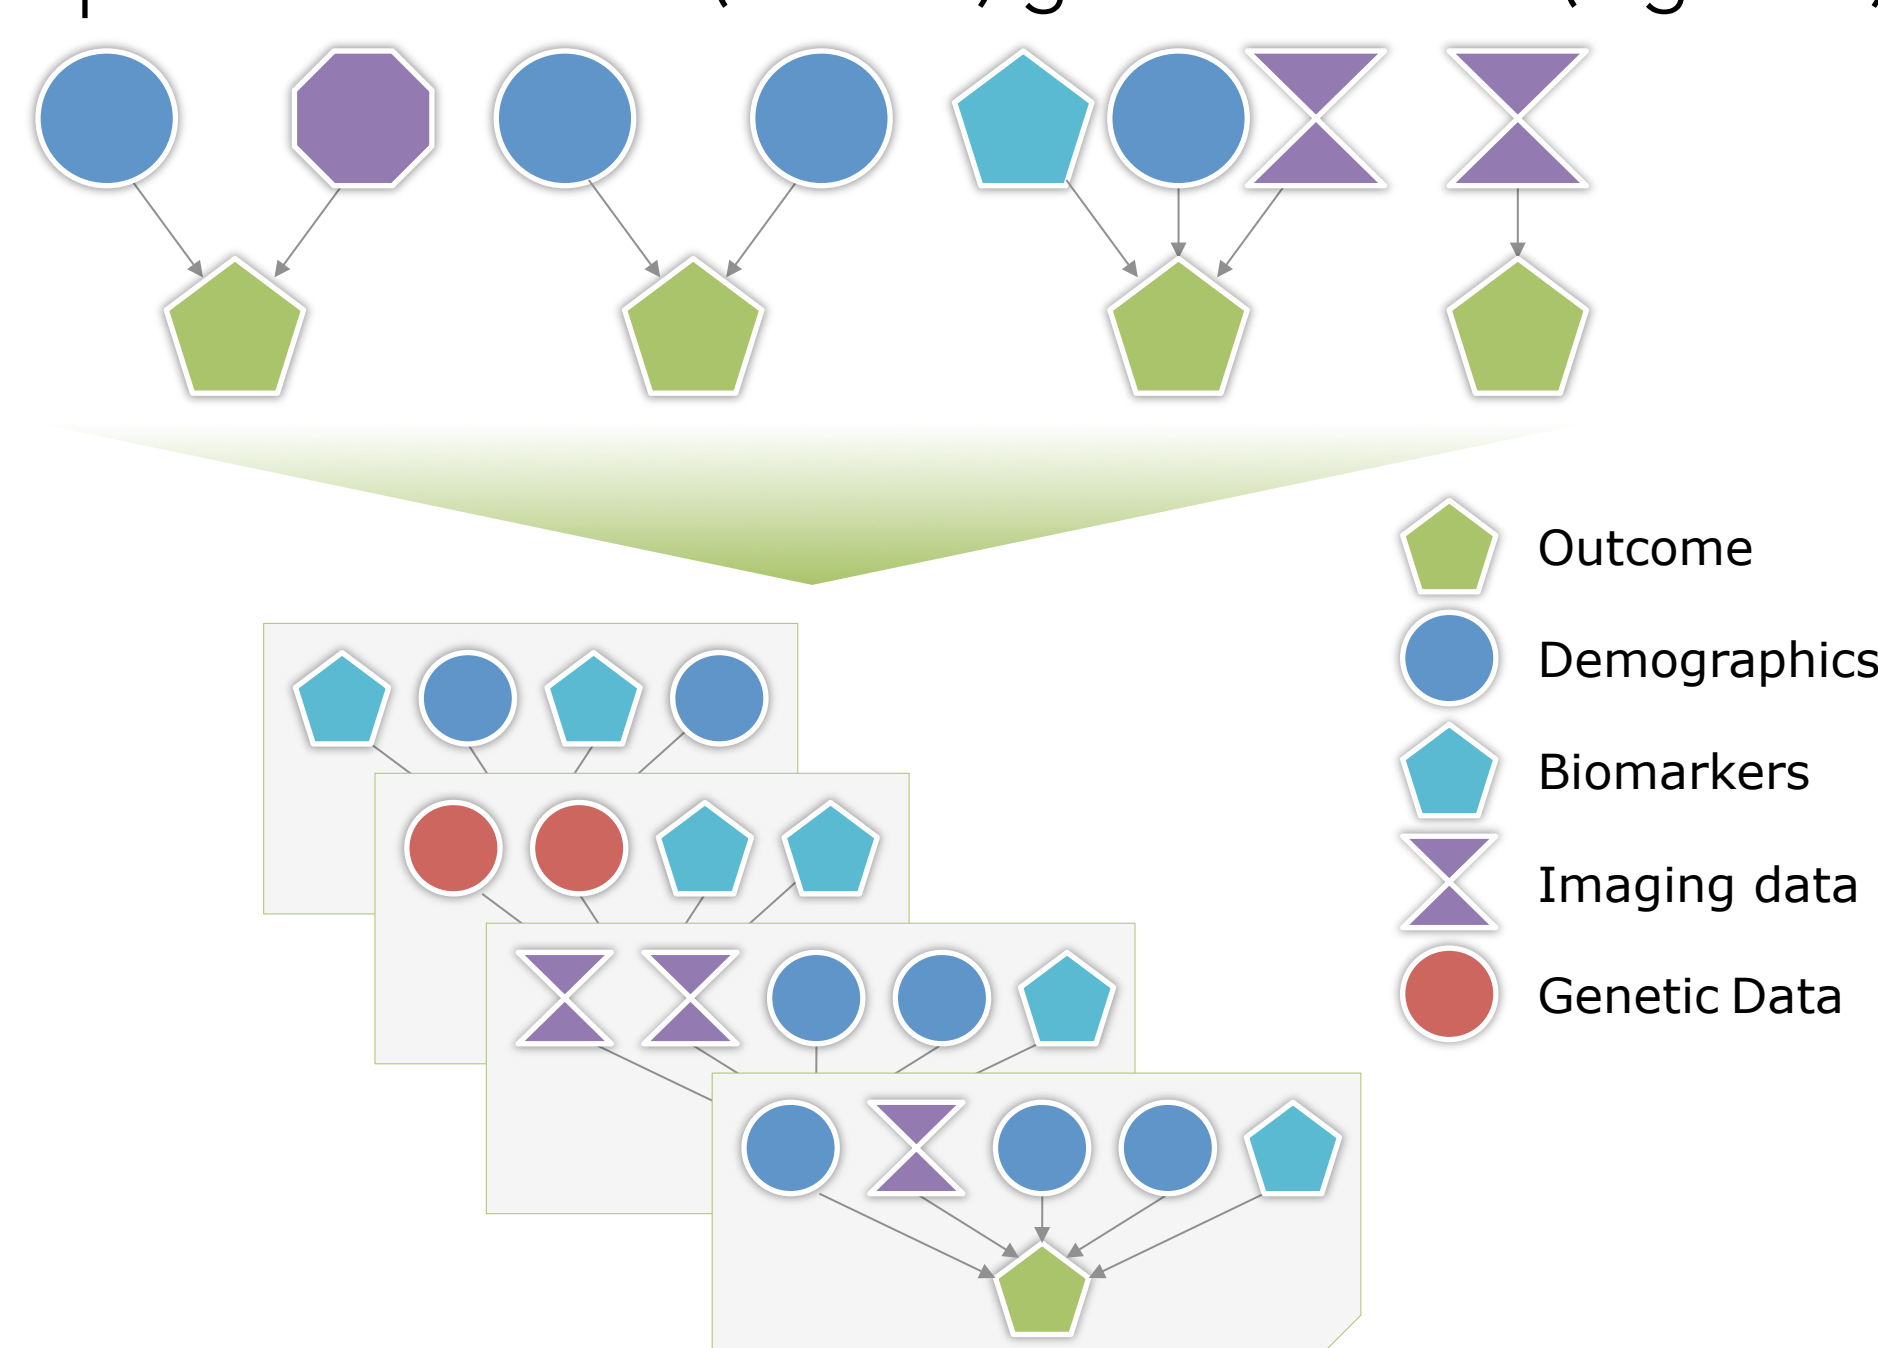 Outcome
Demographics
Biomarkers
Imaging data
Genetic Data